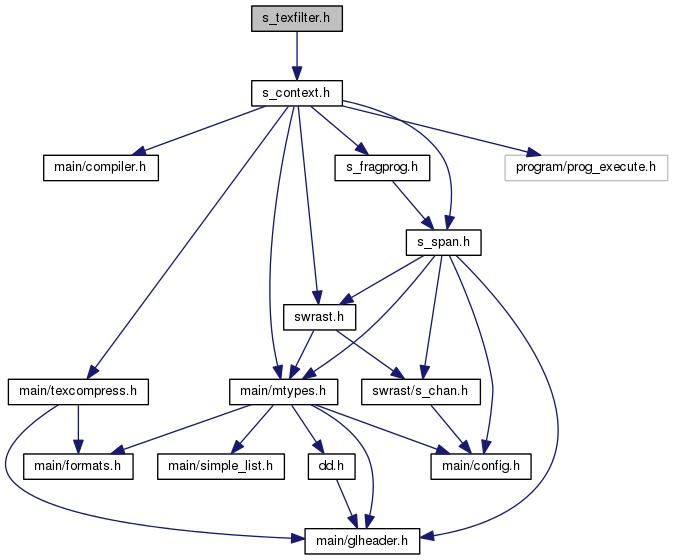 s_texfilter.h
s_context.h
main/compiler.h
s_fragprog.h
program/prog_execute.h
s_span.h
swrast.h
main/texcompress.h
main/mtypes.h
swrast/s_chan.h
main/formats.h
main/simple_list.h
dd.h
main/config.h
main/glheader.h